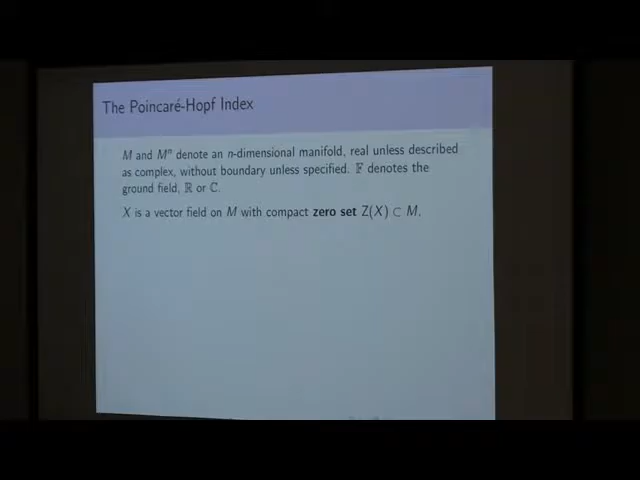 The Poincaré-Hopf Index
M and Mⁿ denote an n-dimensional manifold, real unless described
as complex, without boundary unless specified. 𝔽 denotes the
ground field, ℝ or ℂ.
X is a vector field on M with compact zero set Z(X) ⊂ M.